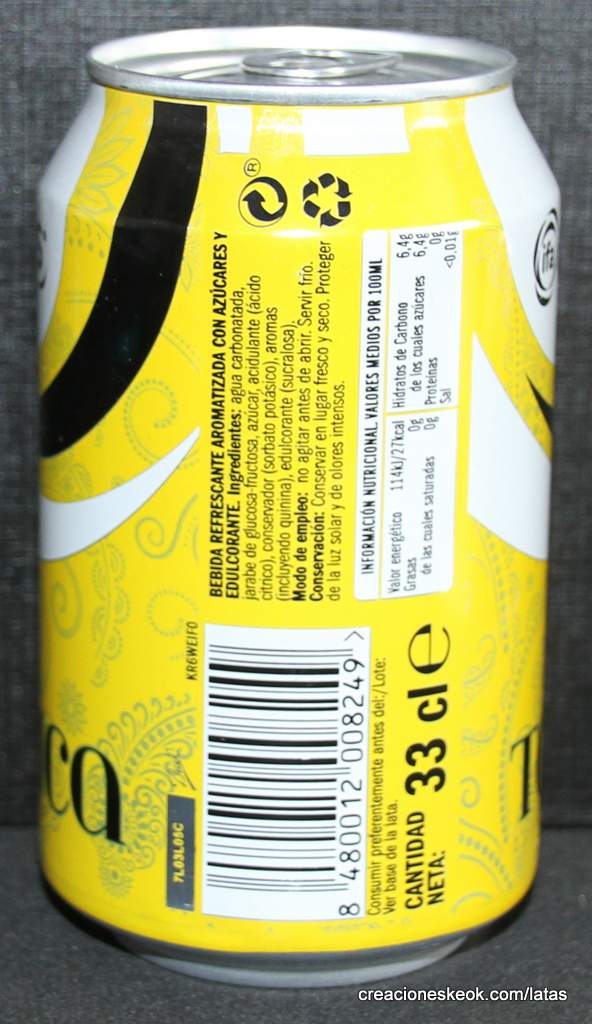 BEBIDA REFRESCANTE AROMATIZADA CON AZÚCARES Y
EDULCORANTE. Ingredientes: agua carbonatada,
jarabe de glucosa-fructosa, azúcar, acidulante (ácido
cítrico), conservador (sorbato potásico), aromas
(incluyendo quinina), edulcorante (sucralosa).
Modo de empleo: no agitar antes de abrir. Servir frío.
Conservación: Conservar en lugar fresco y seco. Proteger
de la luz solar y de olores intensos.
INFORMACIÓN NUTRICIONAL VALORES MEDIOS POR 100ML
Valor energético 114kJ/27kcal
Grasas 0g
de las cuales saturadas 0g
Hidratos de Carbono 6,4g
de los cuales azúcares 6,4g
Proteínas 0g
Sal <0,01g
KR6WEIF0
8 480012 008249 >
7L03L05C
Consumir preferentemente antes del:/Lote:
Ver base de la lata.
CANTIDAD
NETA:
33 cl e
ca
T
ifa
®
creacioneskeok.com/latas